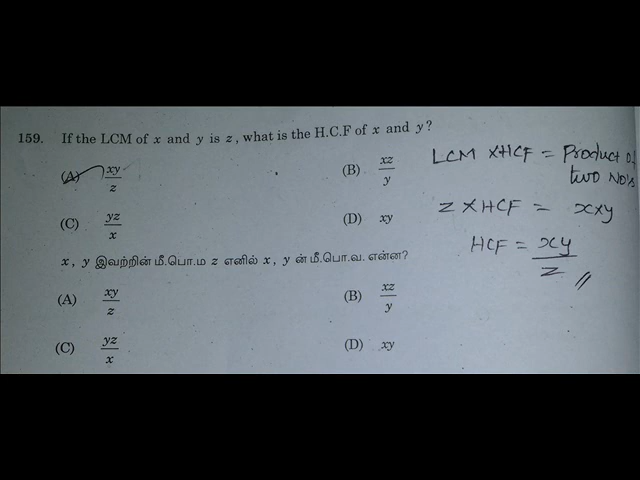 159. If the LCM of x and y is z, what is the H.C.F of x and y?
(A) xy/z
(B) xz/y
(C) yz/x
(D) xy
x, y இவற்றின் மீ.பொ.ம z எனில் x, y ன் மீ.பொ.வ. என்ன?
(A) xy/z
(B) xz/y
(C) yz/x
(D) xy
LCM X HCF = Product of
two NO's
Z X HCF = x x y
HCF = xy/z //